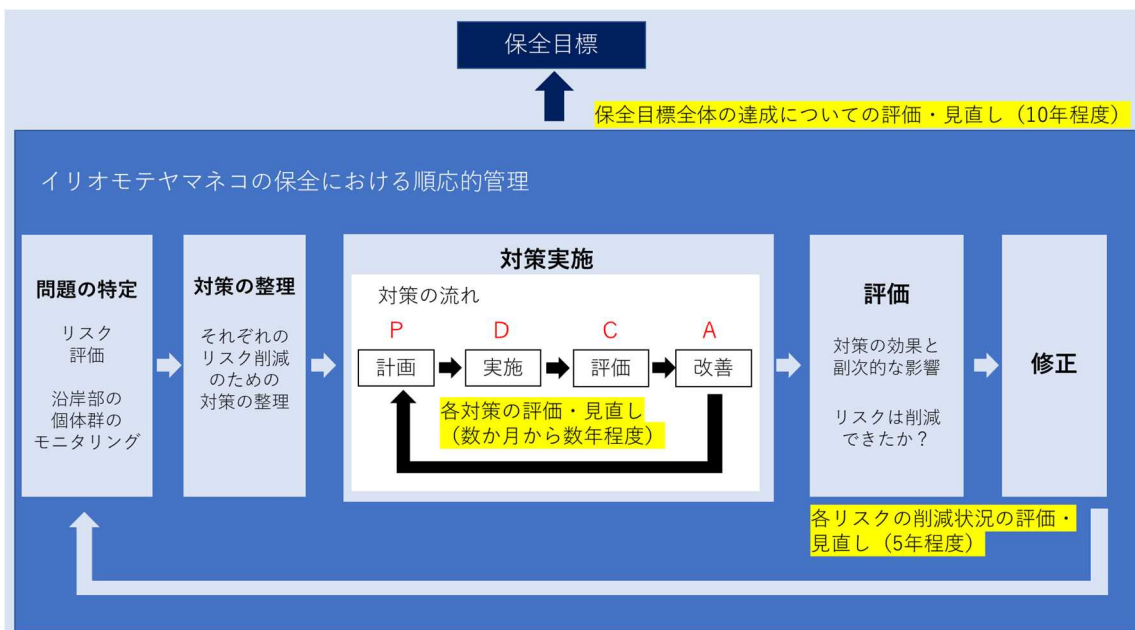 保全目標
保全目標全体の達成についての評価・見直し（10年程度）
イリオモテヤマネコの保全における順応的管理
問題の特定
リスク
評価
沿岸部の
個体群の
モニタリング
対策の整理
それぞれの
リスク削減
のための
対策の整理
対策実施
対策の流れ
P
D
C
A
計画
実施
評価
改善
各対策の評価・見直し
（数か月から数年程度）
評価
対策の効果と
副次的な影響
リスクは削減
できたか？
修正
各リスクの削減状況の評価・
見直し（5年程度）